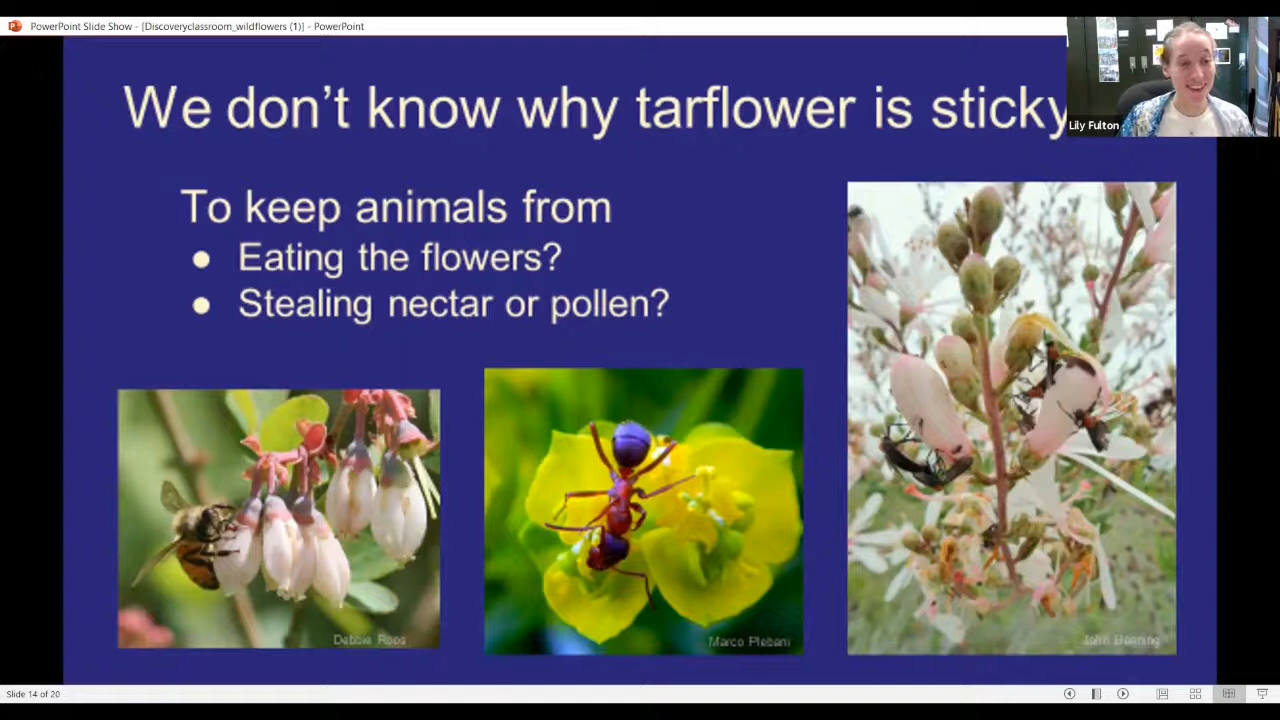 PowerPoint Slide Show - [Discoveryclassroom_wildflowers (1)] - PowerPoint
We don't know why tarflower is sticky
Lily Fulton
To keep animals from
● Eating the flowers?
● Stealing nectar or pollen?
Debbie Roos
Marco Plebani
John Benning
Slide 14 of 20